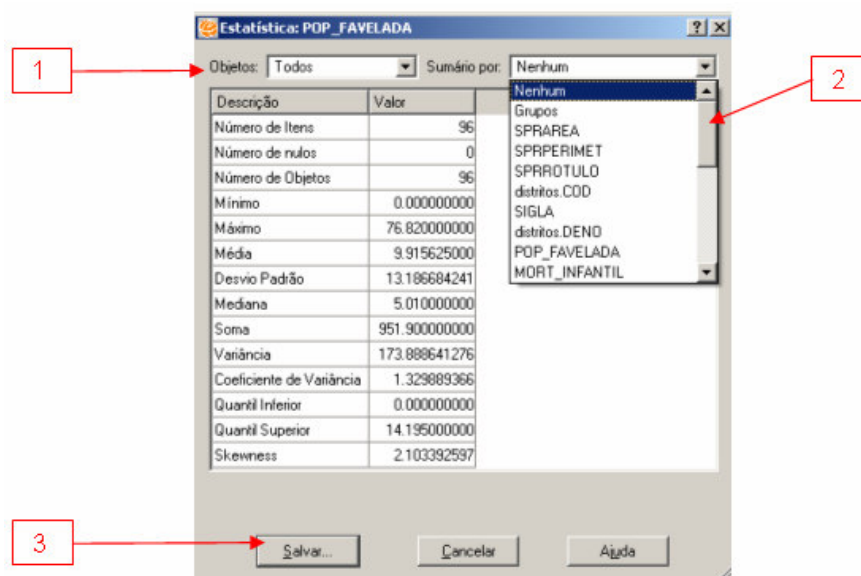 Estatística: POP_FAVELADA
1
Objetos: Todos
Sumário por: Nenhum
2
Nenhum
Grupos
SPRAREA
SPRPERIMET
SPRROTULO
distritos.COD
SIGLA
distritos.DENO
POP_FAVELADA
MORT_INFANTIL
Descrição Valor
Número de Itens 96
Número de nulos 0
Número de Objetos 96
Mínimo 0.000000000
Máximo 76.820000000
Média 9.915625000
Desvio Padrão 13.186684241
Mediana 5.010000000
Soma 951.900000000
Variância 173.888641276
Coeficiente de Variância 1.329889366
Quantil Inferior 0.000000000
Quantil Superior 14.195000000
Skewness 2.103392597
3
Salvar... Cancelar Ajuda